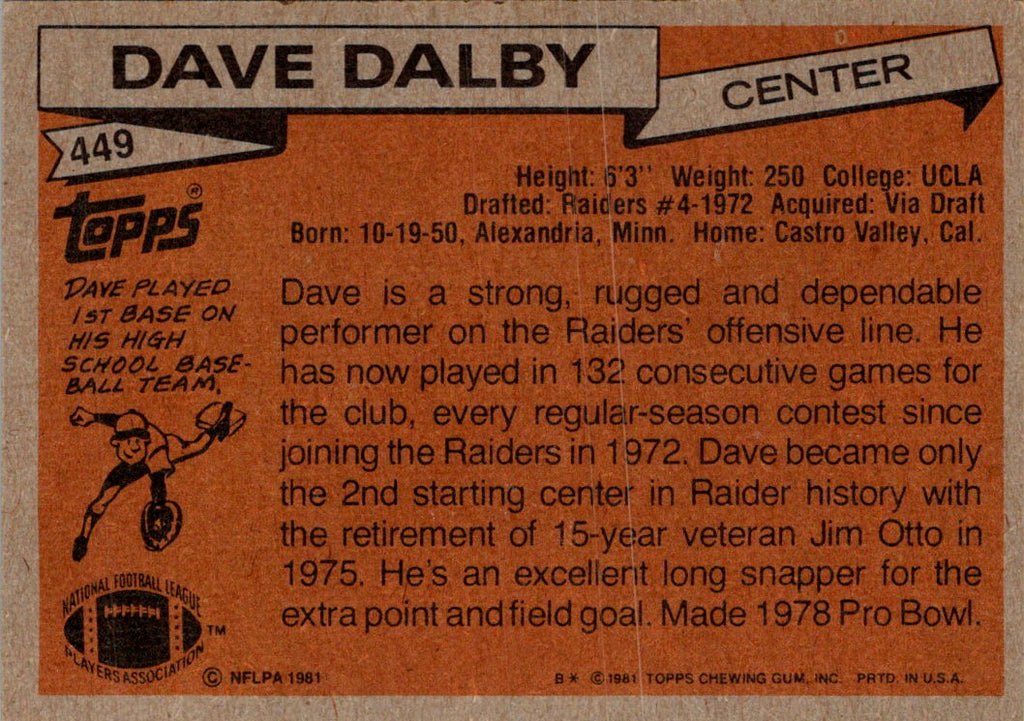 DAVE DALBY
CENTER
449
TOPPS®
Height: 6'3'' Weight: 250 College: UCLA
Drafted: Raiders #4-1972 Acquired: Via Draft
Born: 10-19-50, Alexandria, Minn. Home: Castro Valley, Cal.
DAVE PLAYED
1ST BASE ON
HIS HIGH
SCHOOL BASE-
BALL TEAM.
Dave is a strong, rugged and dependable
performer on the Raiders' offensive line. He
has now played in 132 consecutive games for
the club, every regular-season contest since
joining the Raiders in 1972. Dave became only
the 2nd starting center in Raider history with
the retirement of 15-year veteran Jim Otto in
1975. He's an excellent long snapper for the
extra point and field goal. Made 1978 Pro Bowl.
NATIONAL FOOTBALL LEAGUE
PLAYERS ASSOCIATION
TM
© NFLPA 1981
B* © 1981 TOPPS CHEWING GUM, INC. PRTD. IN U.S.A.